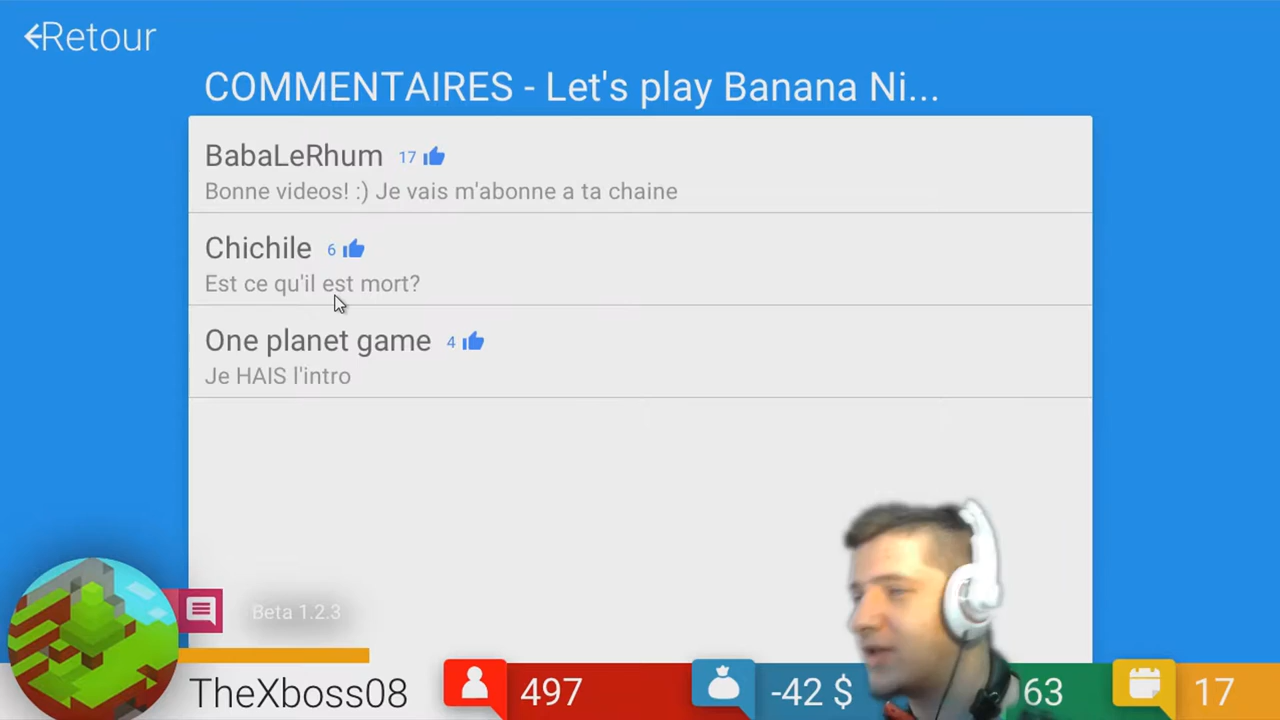 Retour
COMMENTAIRES - Let's play Banana Ni...
BabaLeRhum 17
Bonne videos! :) Je vais m'abonne a ta chaine
Chichile 6
Est ce qu'il est mort?
One planet game 4
Je HAIS l'intro
Beta 1.2.3
TheXboss08 497 -42 $ 63 17